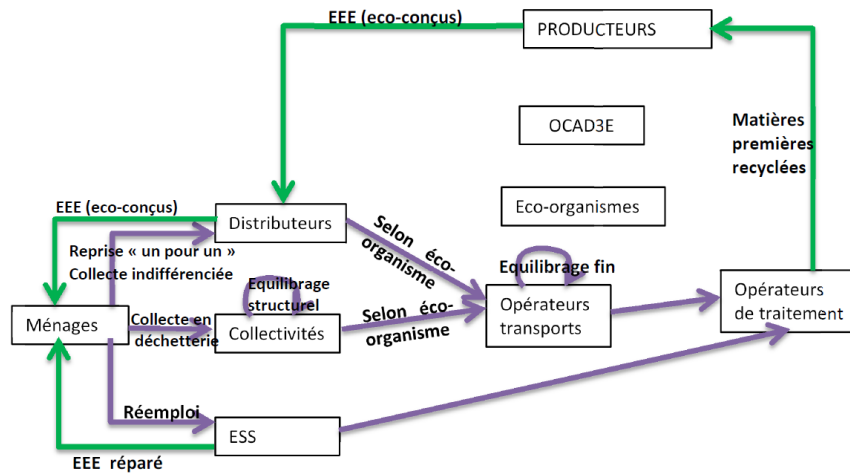 EEE (eco-conçus)
PRODUCTEURS
OCAD3E
Matières
premières
recyclées
EEE (eco-conçus)
Distributeurs
Eco-organismes
Selon éco-
organisme
Reprise « un pour un »
Collecte indifférenciée
Equilibrage
structurel
Equilibrage fin
Ménages
Collecte en
déchetterie
Collectivités
Selon éco-
organisme
Opérateurs
transports
Opérateurs
de traitement
Réemploi
ESS
EEE réparé